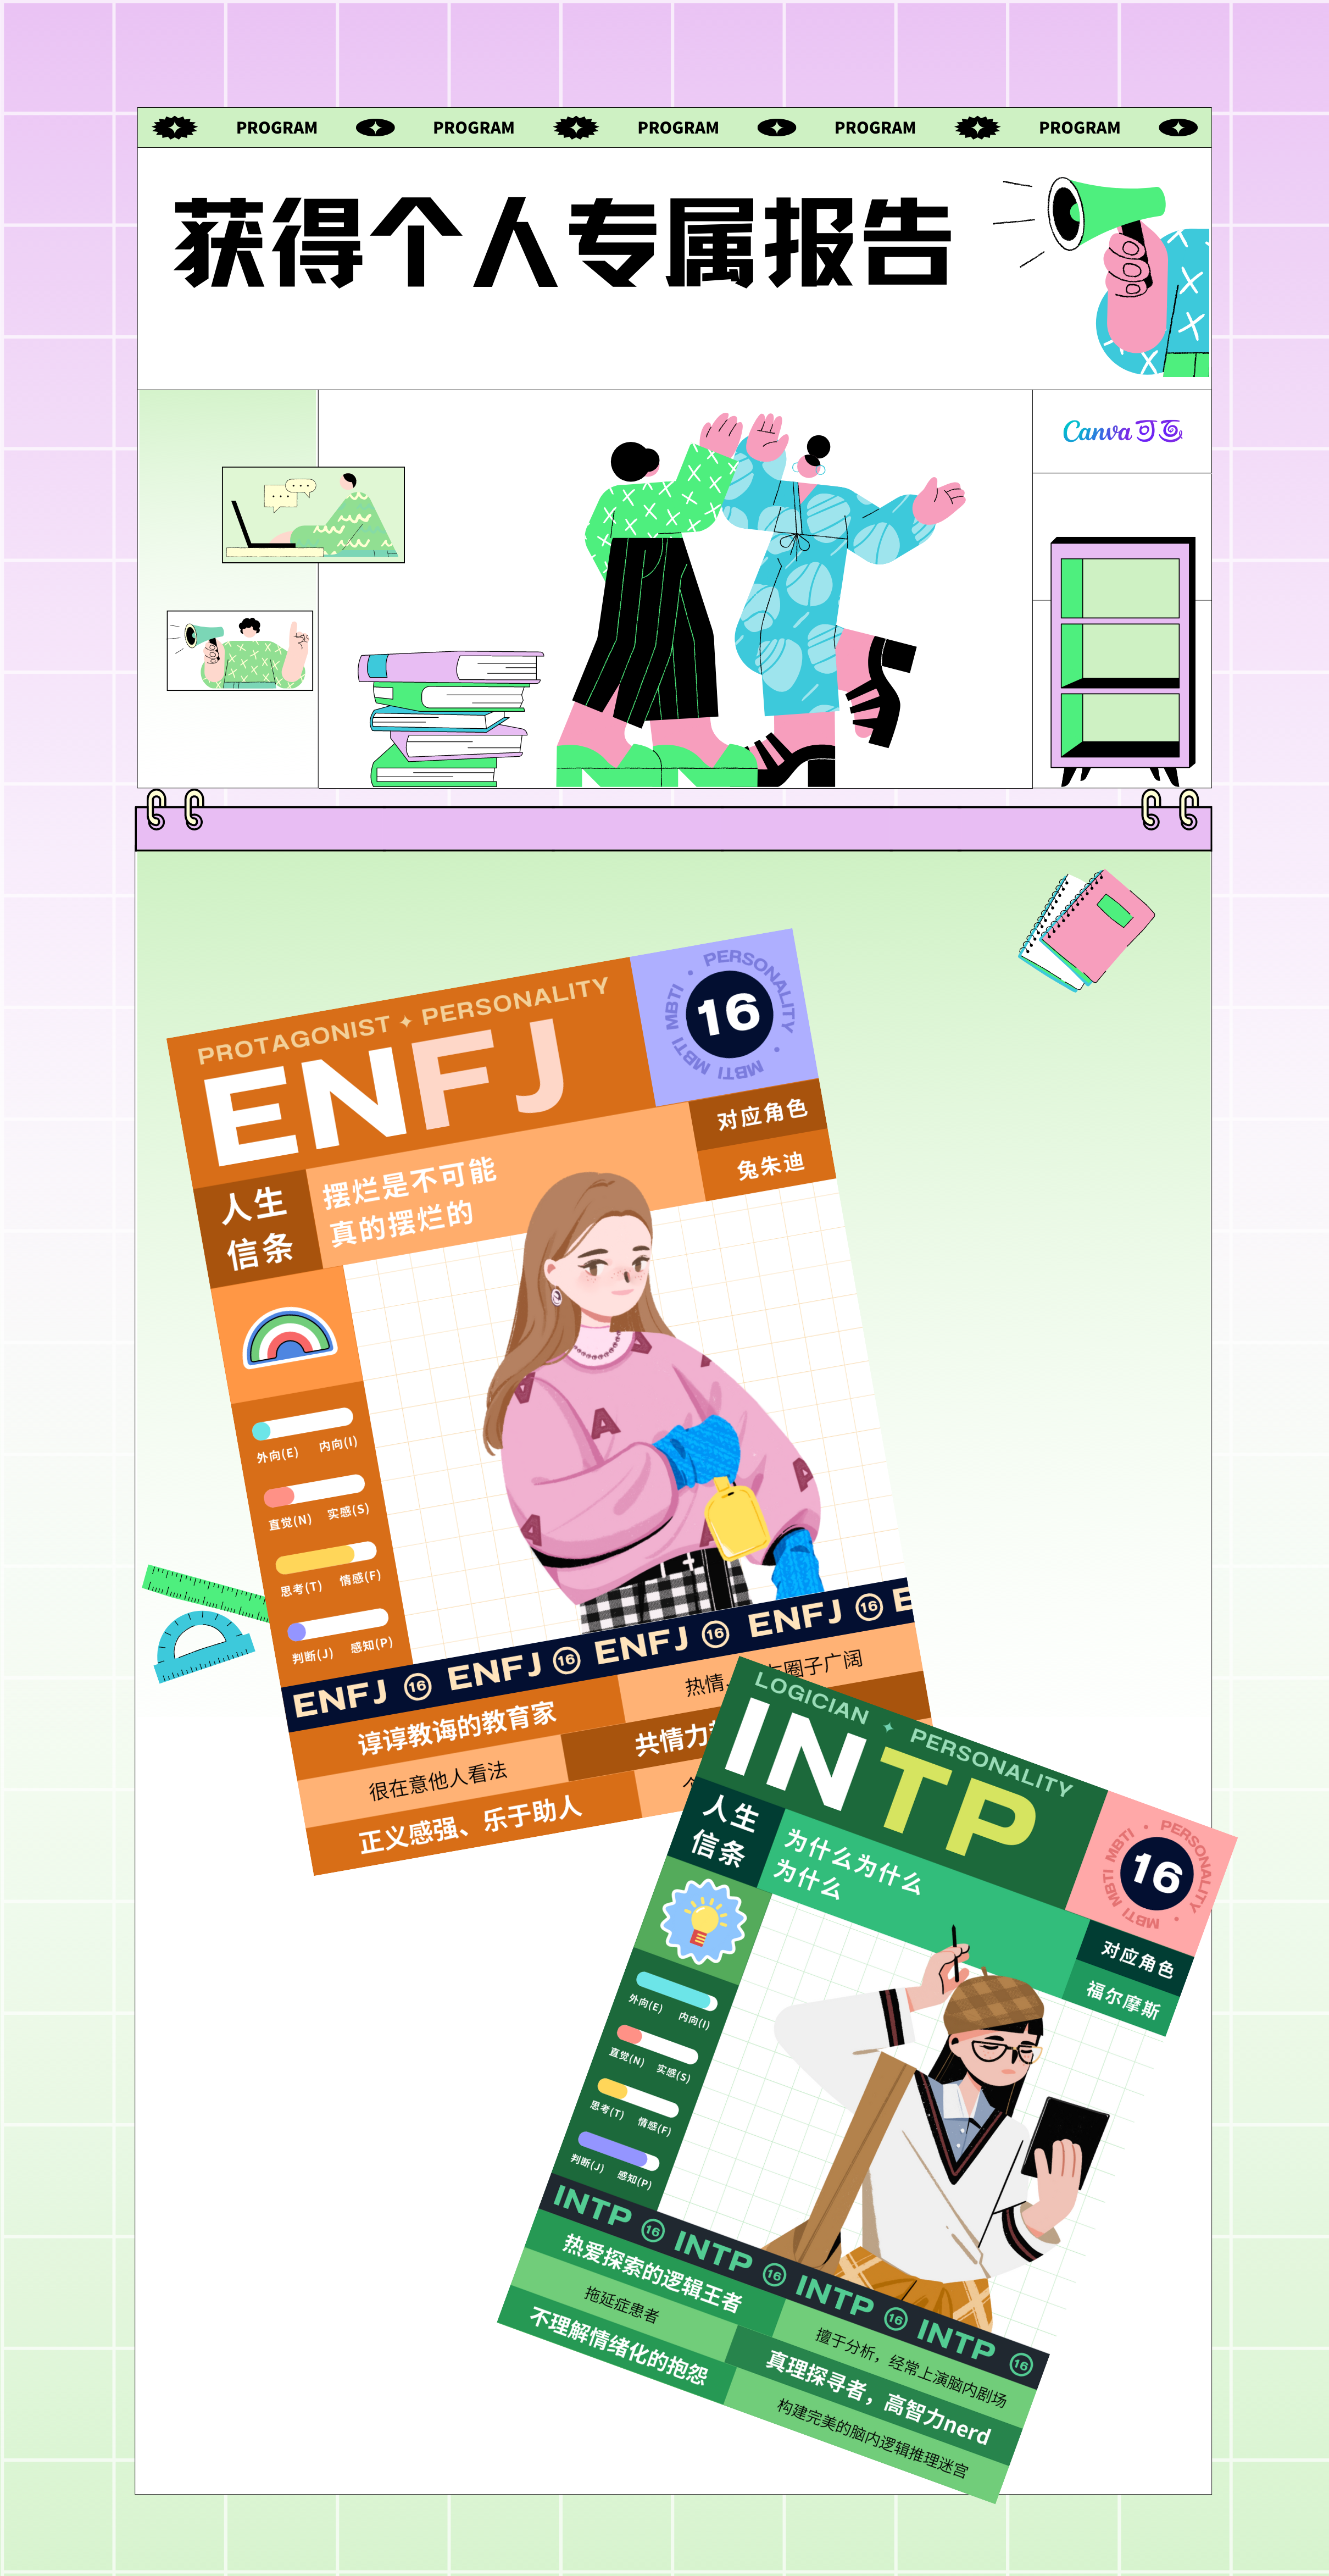 PROGRAM PROGRAM PROGRAM PROGRAM PROGRAM
获得个人专属报告
Canva可画
PROTAGONIST ✦ PERSONALITY
ENFJ
PERSONALITY • MBTI MBTI MBTI •
16
对应角色
兔朱迪
人生
信条
摆烂是不可能
真的摆烂的
外向(E) 内向(I)
直觉(N) 实感(S)
思考(T) 情感(F)
判断(J) 感知(P)
ENFJ 16 ENFJ 16 ENFJ 16 ENFJ 16 E
谆谆教诲的教育家
热情 圈子广阔
很在意他人看法
共情力
正义感强、乐于助人
LOGICIAN ✦ PERSONALITY
INTP
PERSONALITY • MBTI MBTI •
16
对应角色
福尔摩斯
人生
信条
为什么为什么
为什么
外向(E) 内向(I)
直觉(N) 实感(S)
思考(T) 情感(F)
判断(J) 感知(P)
INTP 16 INTP 16 INTP 16 INTP 16
热爱探索的逻辑王者
擅于分析，经常上演脑内剧场
拖延症患者
真理探寻者，高智力nerd
不理解情绪化的抱怨
构建完美的脑内逻辑推理迷宫